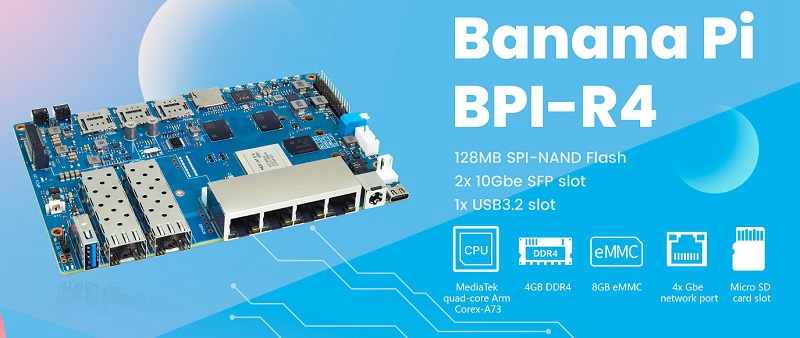 Banana Pi
BPI-R4
128MB SPI-NAND Flash
2x 10Gbe SFP slot
1x USB3.2 slot
CPU
DDR4
eMMC
MediaTek
quad-core Arm
Corex-A73
4GB DDR4
8GB eMMC
4x Gbe
network port
Micro SD
card slot